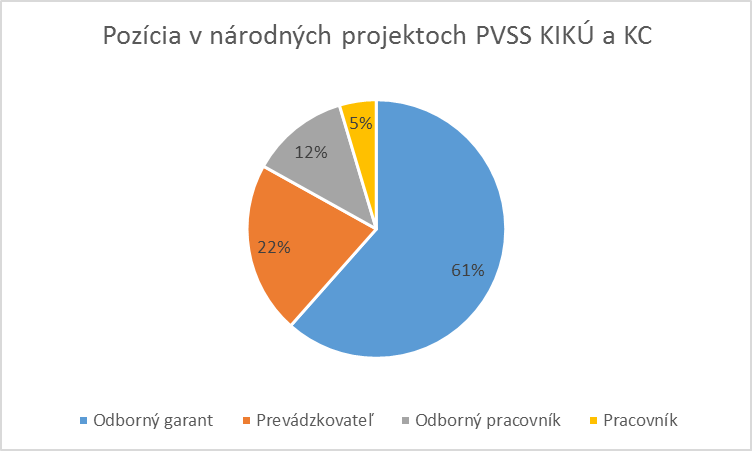 Pozícia v národných projektoch PVSS KIKÚ a KC
5%
12%
22%
61%
Odborný garant Prevádzkovateľ Odborný pracovník Pracovník